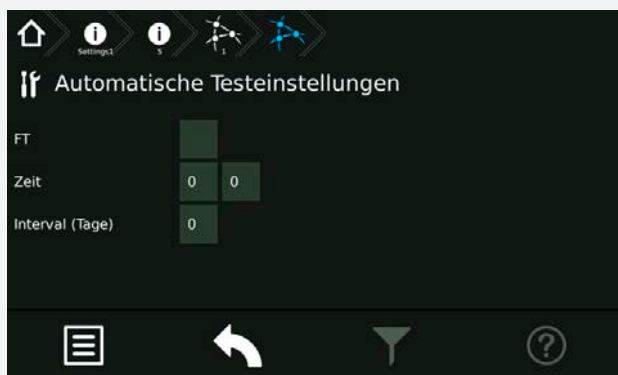 Settings1 5 1
Automatische Testeinstellungen
FT
Zeit 0 0
Interval (Tage) 0